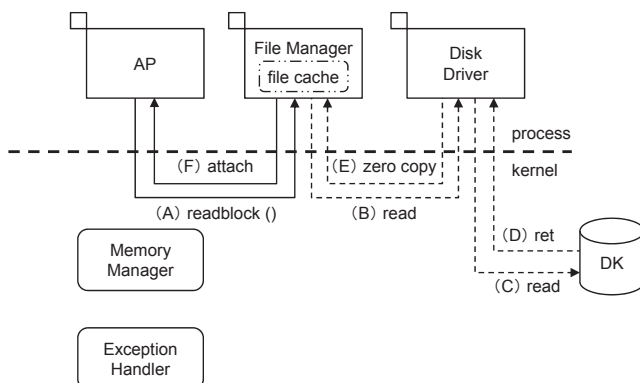 AP
File Manager
file cache
Disk
Driver
process
kernel
(F) attach
(E) zero copy
(A) readblock ()
(B) read
(D) ret
(C) read
DK
Memory
Manager
Exception
Handler